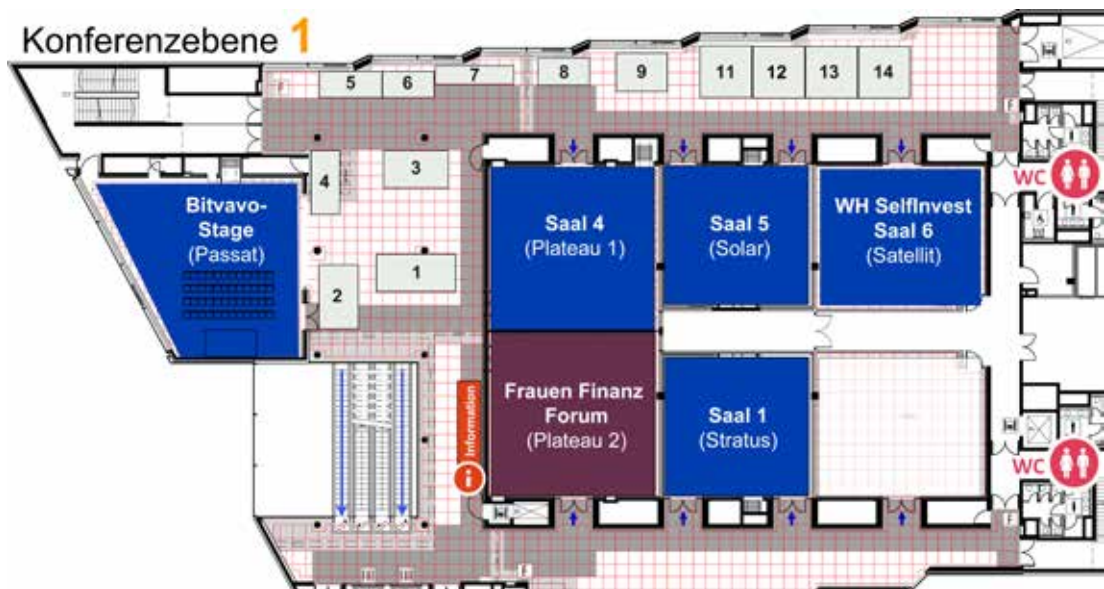 Konferenzebene 1
5
6
7
8
9
11
12
13
14
4
3
2
1
Bitvavo-
Stage
(Passat)
Saal 4
(Plateau 1)
Saal 5
(Solar)
WH SelfInvest
Saal 6
(Satellit)
WC
Information
i
Frauen Finanz
Forum
(Plateau 2)
Saal 1
(Stratus)
WC
F
F
F
F
A